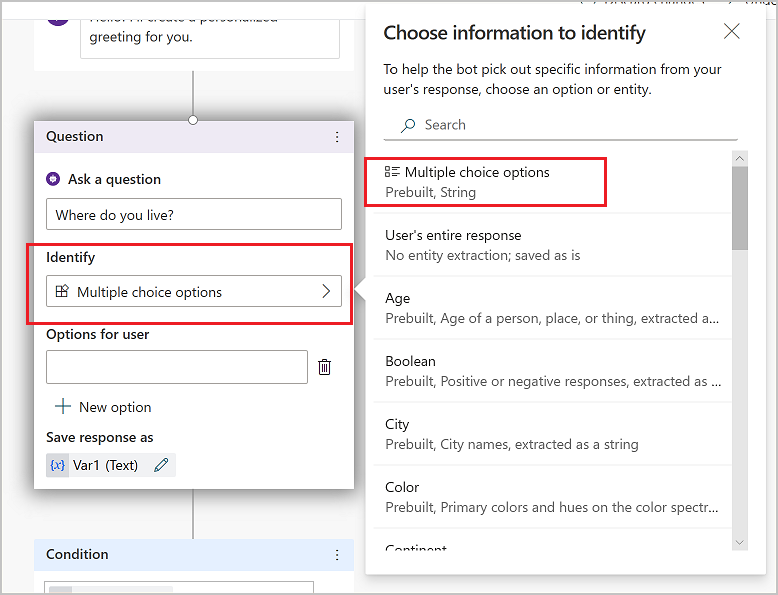 greeting for you.
Question
Ask a question
Where do you live?
Identify
Multiple choice options
Options for user
New option
Save response as
{x} Var1 (Text)
Condition
Choose information to identify
To help the bot pick out specific information from your
user's response, choose an option or entity.
Search
Multiple choice options
Prebuilt, String
User's entire response
No entity extraction; saved as is
Age
Prebuilt, Age of a person, place, or thing, extracted a...
Boolean
Prebuilt, Positive or negative responses, extracted as ...
City
Prebuilt, City names, extracted as a string
Color
Prebuilt, Primary colors and hues on the color spectr...
Continent